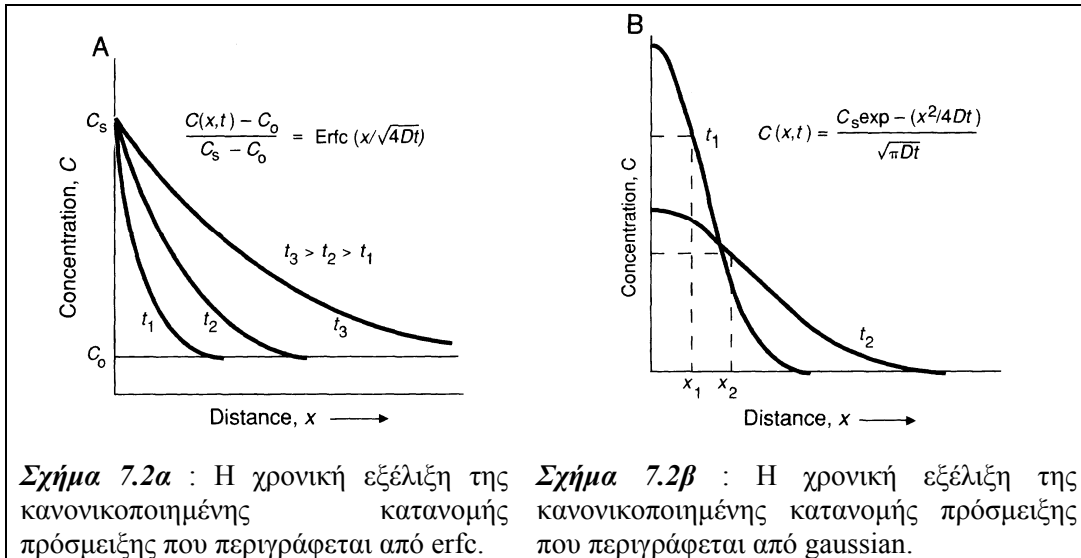 A
C_s
C(x,t) – C_o
C_s – C_o
= Erfc (x/√4Dt)
t_3 > t_2 > t_1
t_1
t_2
t_3
C_o
Concentration, C
Distance, x →
B
C(x,t) = C_s exp – (x²/4Dt)
√πDt
t_1
t_2
x_1
x_2
Concentration, C
Distance, x →
Σχήμα 7.2α : Η χρονική εξέλιξη της
κανονικοποιημένης κατανομής
πρόσμειξης που περιγράφεται από erfc.
Σχήμα 7.2β : Η χρονική εξέλιξη της
κανονικοποιημένης κατανομής πρόσμειξης
που περιγράφεται από gaussian.